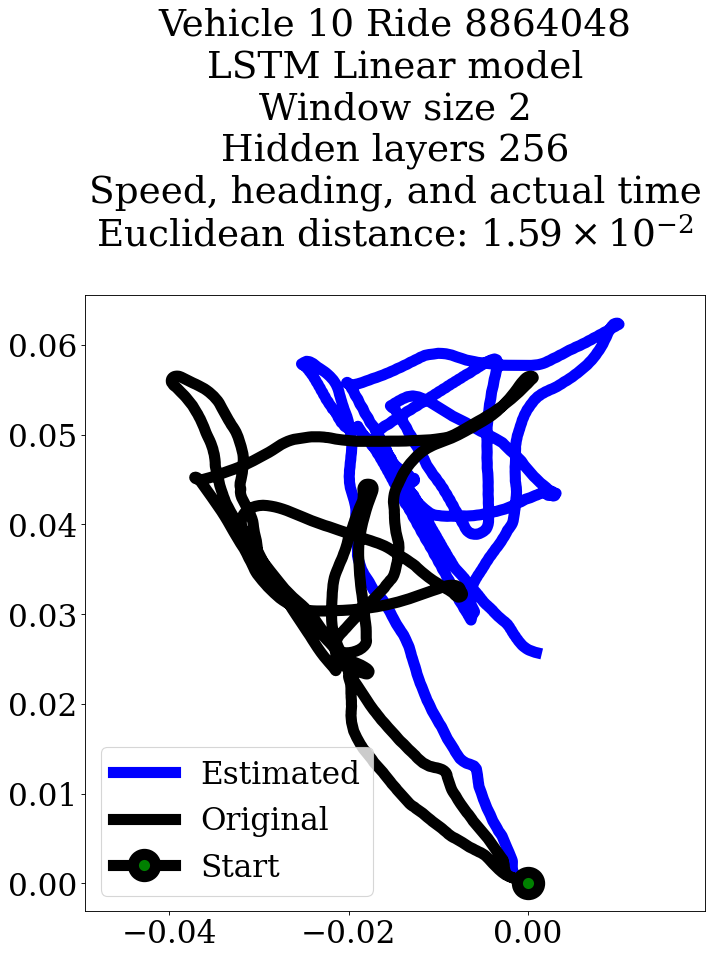 Vehicle 10 Ride 8864048
LSTM Linear model
Window size 2
Hidden layers 256
Speed, heading, and actual time
Euclidean distance: 1.59 × 10⁻²
0.06
0.05
0.04
0.03
0.02
0.01
0.00
Estimated
Original
Start
−0.04 −0.02 0.00